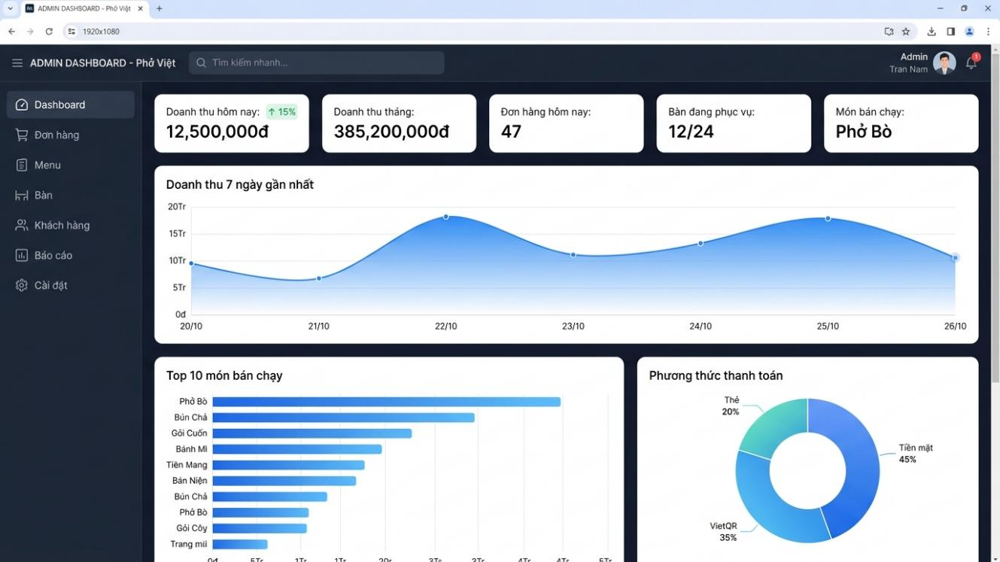 ADMIN DASHBOARD - Phở Việt
1920x1080
ADMIN DASHBOARD - Phở Việt
Tìm kiếm nhanh...
Admin
Tran Nam
1
Dashboard
Đơn hàng
Menu
Bàn
Khách hàng
Báo cáo
Cài đặt
Doanh thu hôm nay: ↑ 15%
12,500,000đ
Doanh thu tháng:
385,200,000đ
Đơn hàng hôm nay:
47
Bàn đang phục vụ:
12/24
Món bán chạy:
Phở Bò
Doanh thu 7 ngày gần nhất
20Tr
15Tr
10Tr
5Tr
0đ
20/10 21/10 22/10 23/10 24/10 25/10 26/10
Top 10 món bán chạy
Phở Bò
Bún Chả
Gỏi Cuốn
Bánh Mì
Tiền Mang
Bán Niện
Bún Chả
Phở Bò
Gỏi
Trang
0đ 5Tr 1Tr 1Tr 3Tr 4Tr 4Tr 5Tr
Phương thức thanh toán
Thẻ
20%
Tiền mặt
45%
VietQR
35%